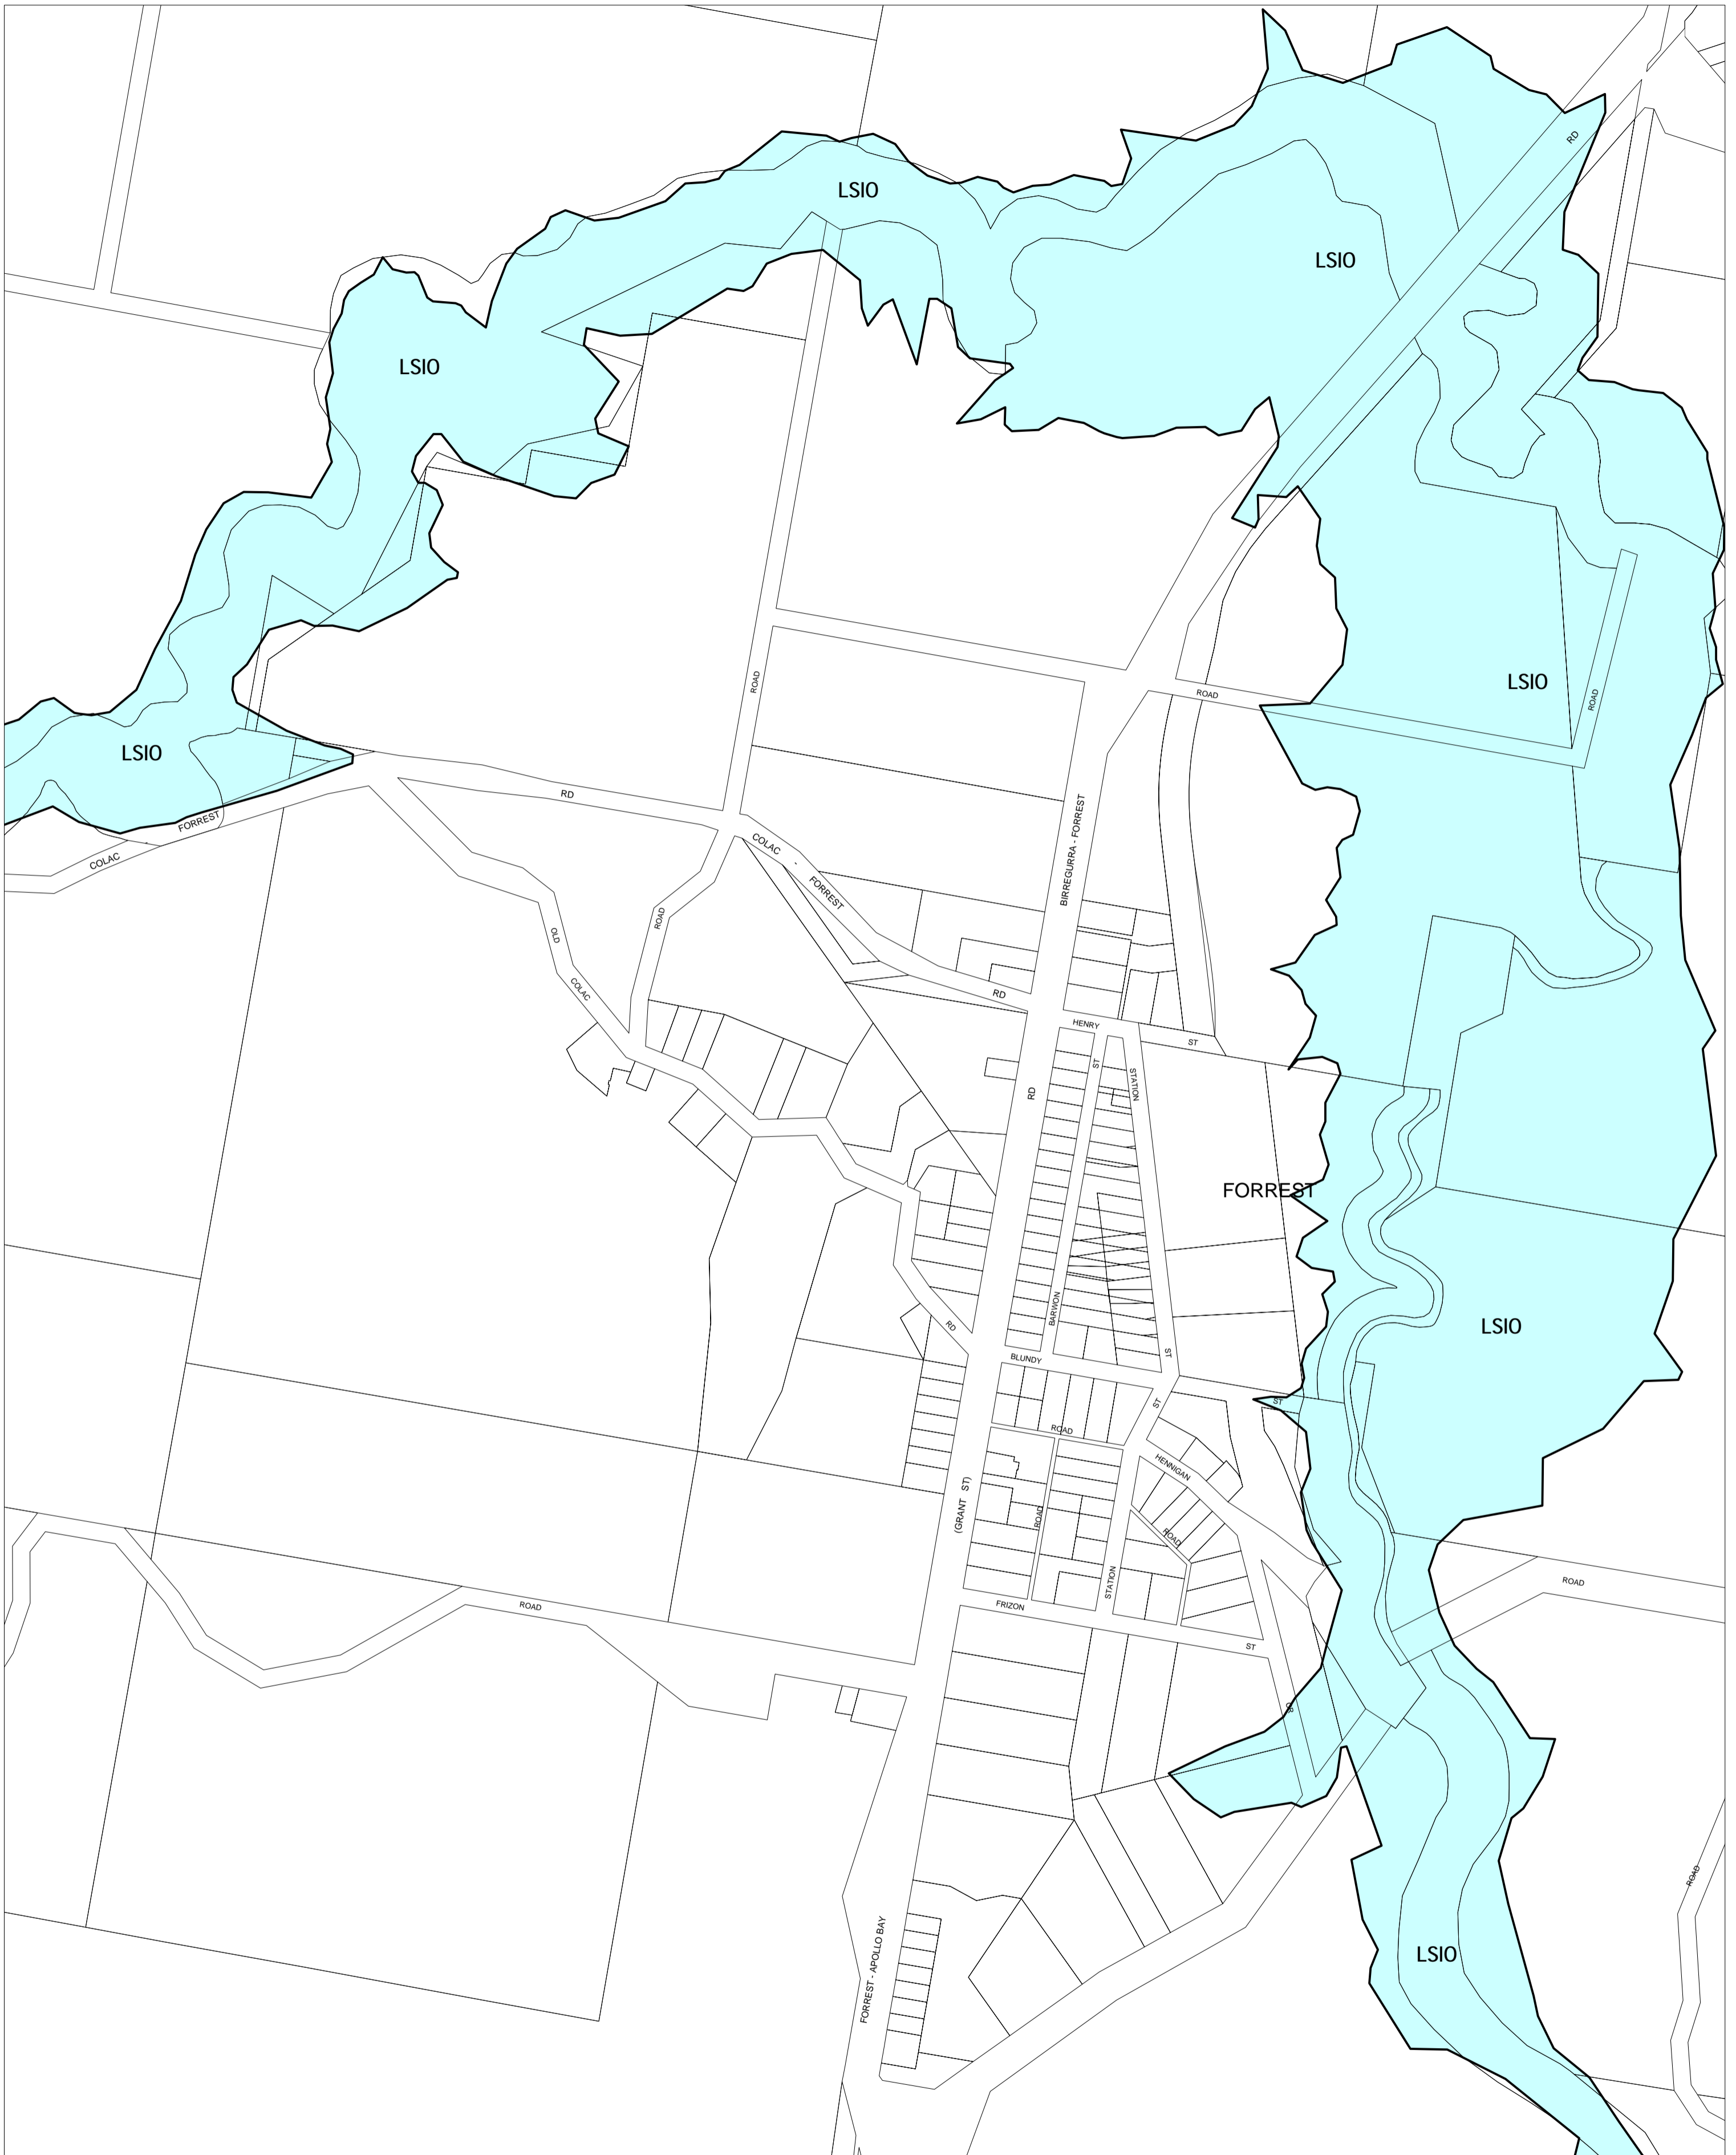 RD
LSIO
LSIO
LSIO
LSIO
ROAD
ROAD
ROAD
LSIO
RD
BIRREGURRA - FORREST
FORREST
COLAC
COLAC - FORREST
ROAD
OLD
COLAC
RD
HENRY
ST
ST
STATION
RD
FORREST
BARWON
RD
LSIO
BLUNDY
ST
ST
ST
ROAD
HENNIGAN
(GRANT ST)
ROAD
ROAD
STATION
ROAD
ROAD
FRIZON
ST
ROAD
FORREST - APOLLO BAY
LSIO